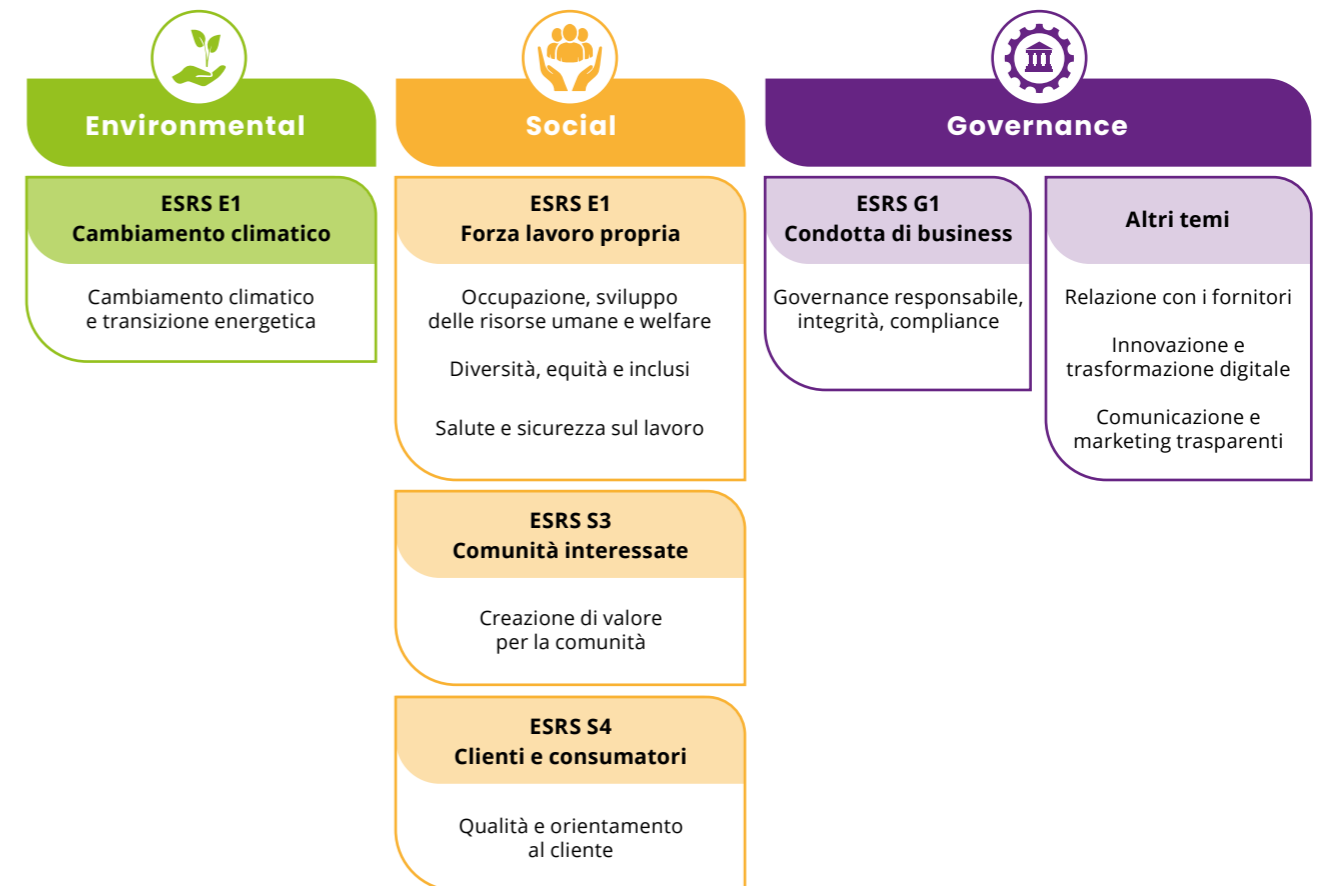 Environmental
ESRS E1
Cambiamento climatico
Cambiamento climatico
e transizione energetica
Social
ESRS E1
Forza lavoro propria
Occupazione, sviluppo
delle risorse umane e welfare
Diversità, equità e inclusi
Salute e sicurezza sul lavoro
ESRS S3
Comunità interessate
Creazione di valore
per la comunità
ESRS S4
Clienti e consumatori
Qualità e orientamento
al cliente
Governance
ESRS G1
Condotta di business
Governance responsabile,
integrità, compliance
Altri temi
Relazione con i fornitori
Innovazione e
trasformazione digitale
Comunicazione e
marketing trasparenti